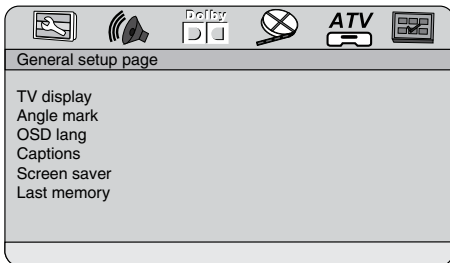 Dolby
ATV
General setup page
TV display
Angle mark
OSD lang
Captions
Screen saver
Last memory